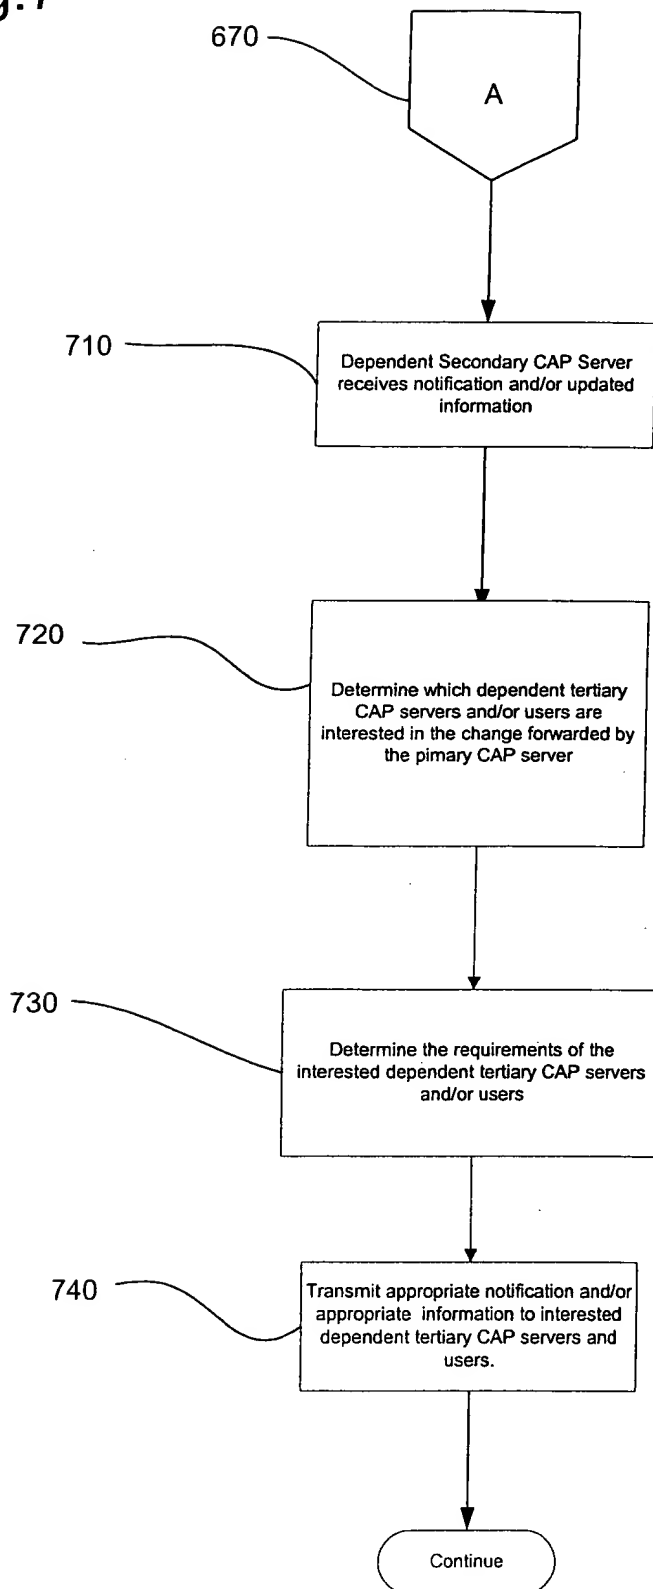 670
A
710
Dependent Secondary CAP Server
receives notification and/or updated
information
720
Determine which dependent tertiary
CAP servers and/or users are
interested in the change forwarded by
the pimary CAP server
730
Determine the requirements of the
interested dependent tertiary CAP servers
and/or users
740
Transmit appropriate notification and/or
appropriate information to interested
dependent tertiary CAP servers and
users.
Continue